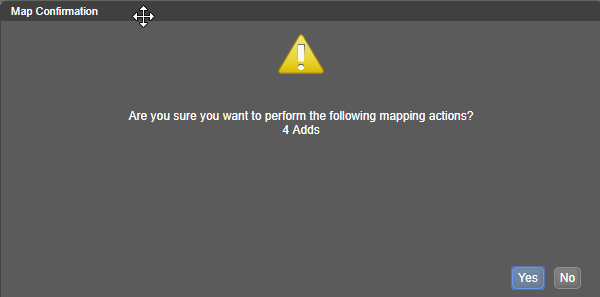 Map Confirmation
Are you sure you want to perform the following mapping actions?
4 Adds
Yes No